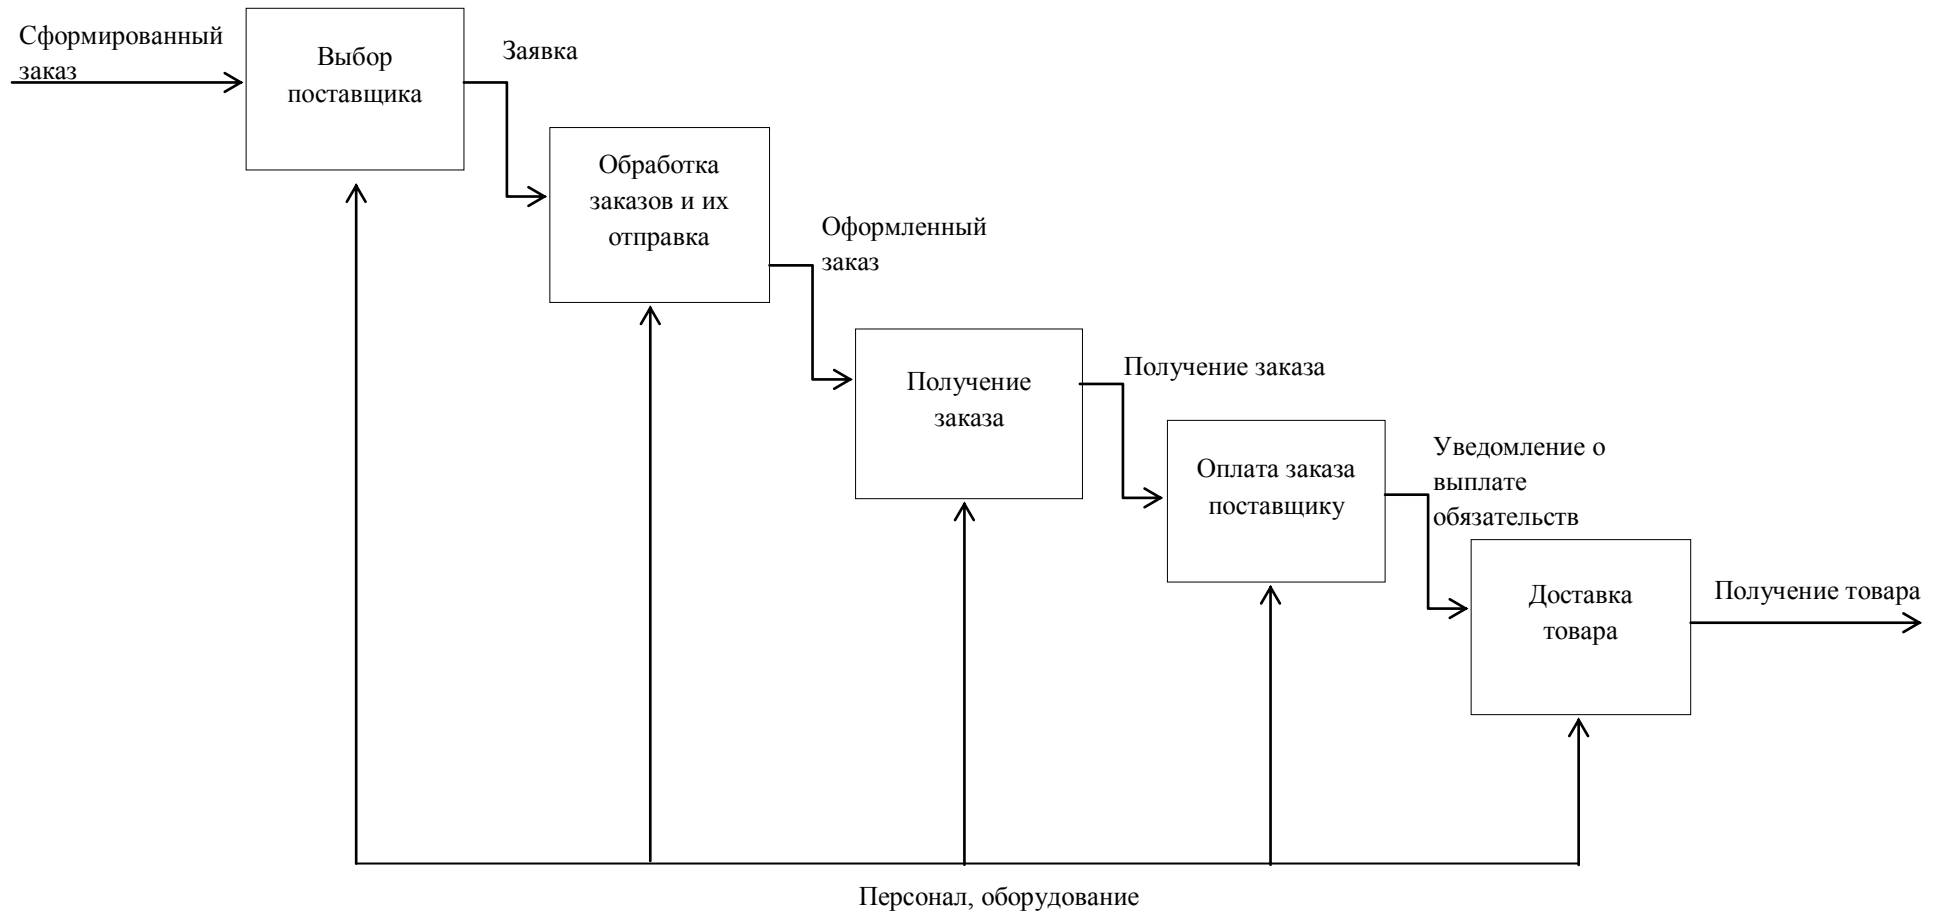 Сформированный
заказ
Выбор
поставщика
Заявка
Обработка
заказов и их
отправка
Оформленный
заказ
Получение
заказа
Получение заказа
Оплата заказа
поставщику
Уведомление о
выплате
обязательств
Доставка
товара
Получение товара
Персонал, оборудование